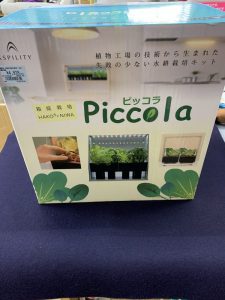 ASPILITY
植物工場の技術から生まれた
失敗の少ない水耕栽培キット
箱庭栽培
HAKO NIWA
ピッコラ
Piccola